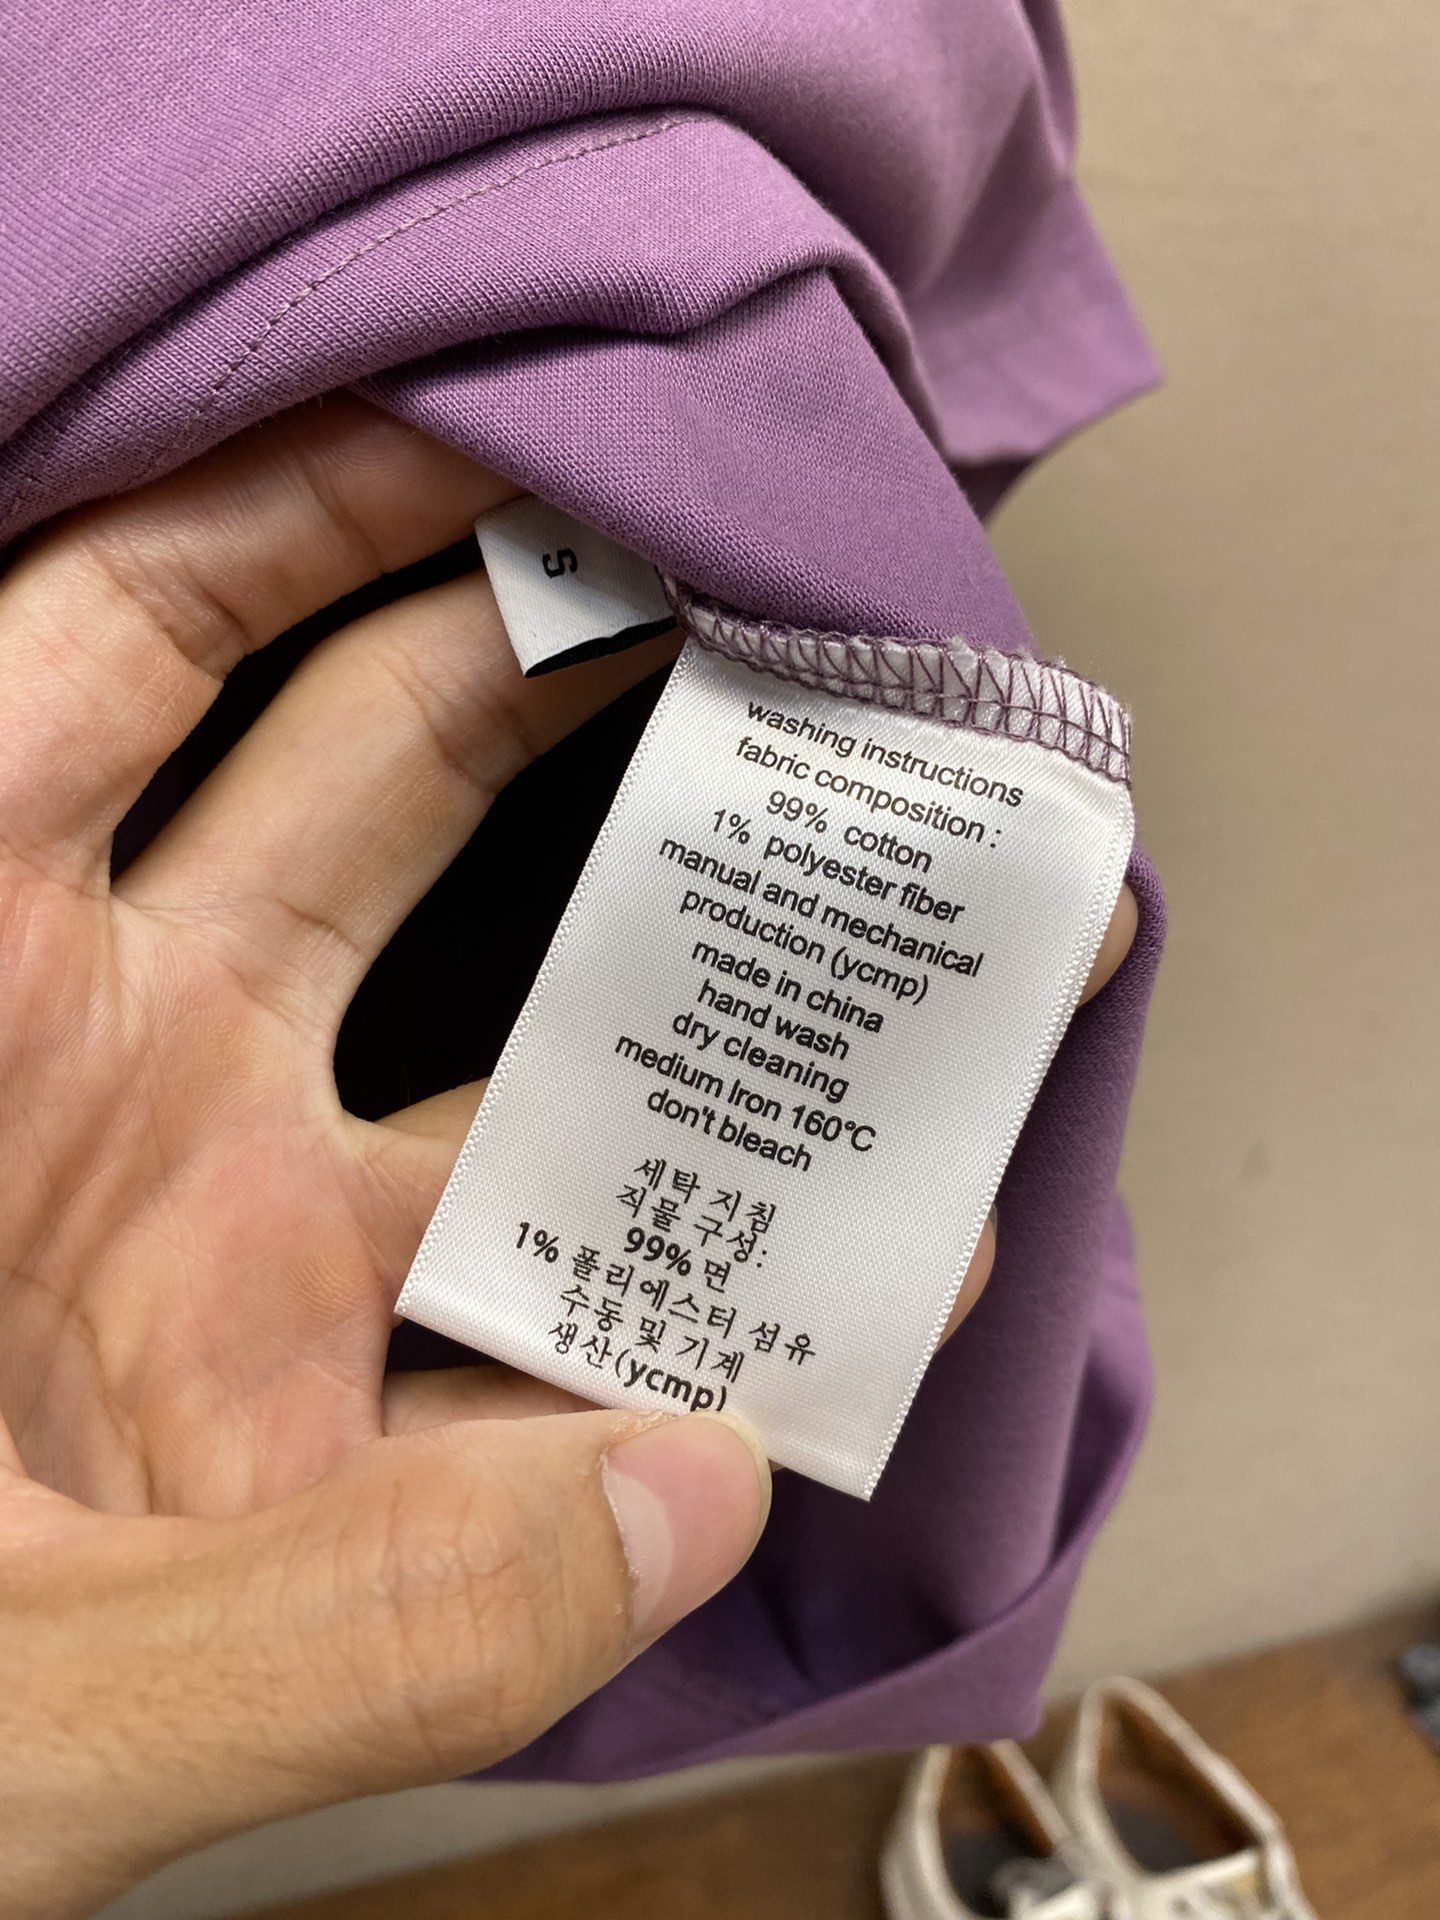 S
washing instructions
fabric composition :
99% cotton
1% polyester fiber
manual and mechanical
production (ycmp)
made in china
hand wash
dry cleaning
medium Iron 160°C
don't bleach
세탁 지침
직물 구성:
99% 면
1% 폴리에스터 섬유
수동 및 기계
생산(ycmp)